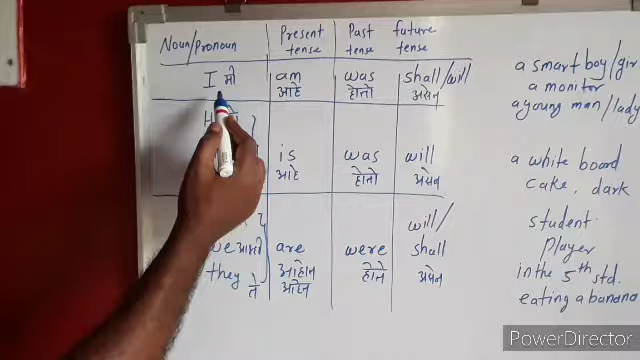 Noun/Pronoun Present tense Past tense future tense
I मी am आहे was होतो shall/will असेन
is आहे was होतो will असेन
will/shall
we आम्ही are आहोत were होते असेन
they ते आहेत
a smart boy/gir
a monitor
a young man/lady
a white board
cake, dark
student
player
in the 5th std.
eating a banana
PowerDirector